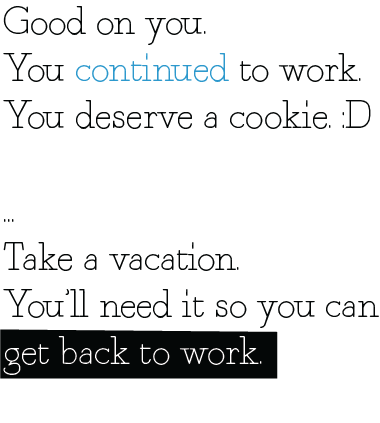 Good on you.
You continued to work.
You deserve a cookie. :D
...
Take a vacation.
You'll need it so you can
get back to work.